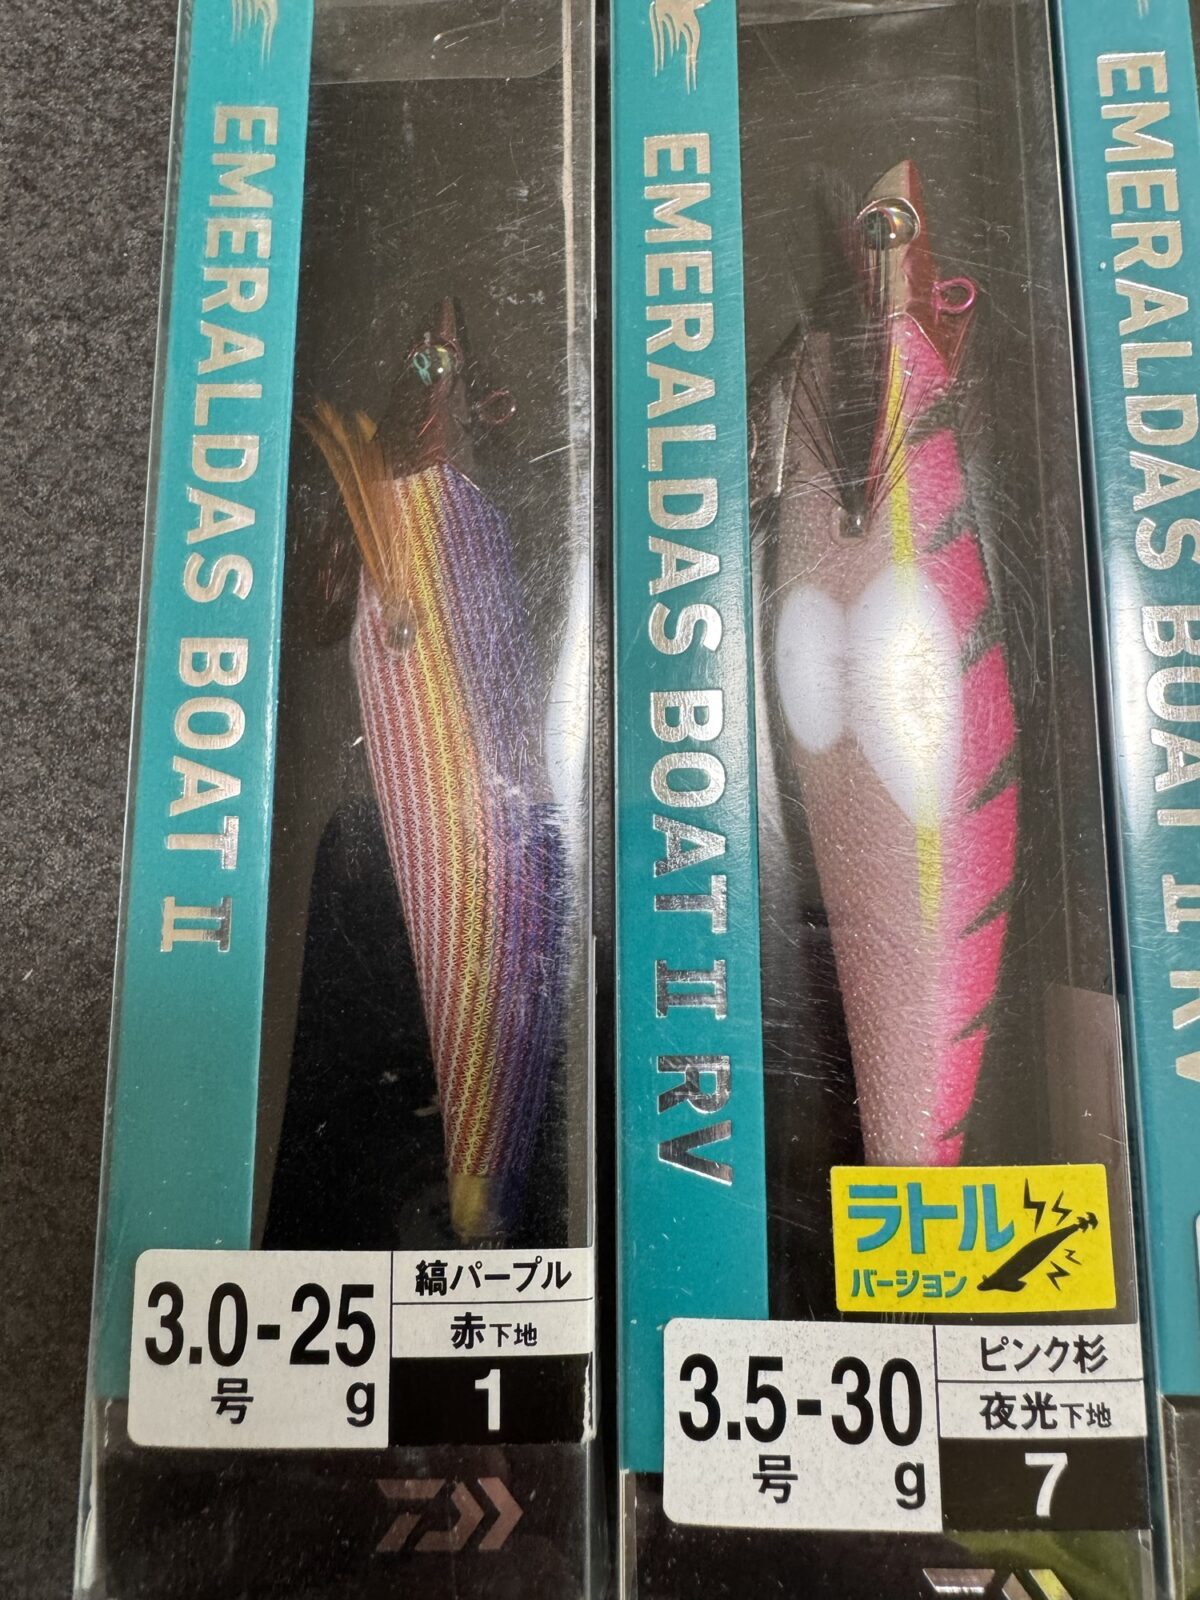 EMERALDAS BOAT II
3.0-25
号 g
縞パープル
赤下地
1
EMERALDAS BOAT II RV
ラトル
バージョン
3.5-30
号 g
ピンク杉
夜光下地
7
EMERALDAS BOAT II RV